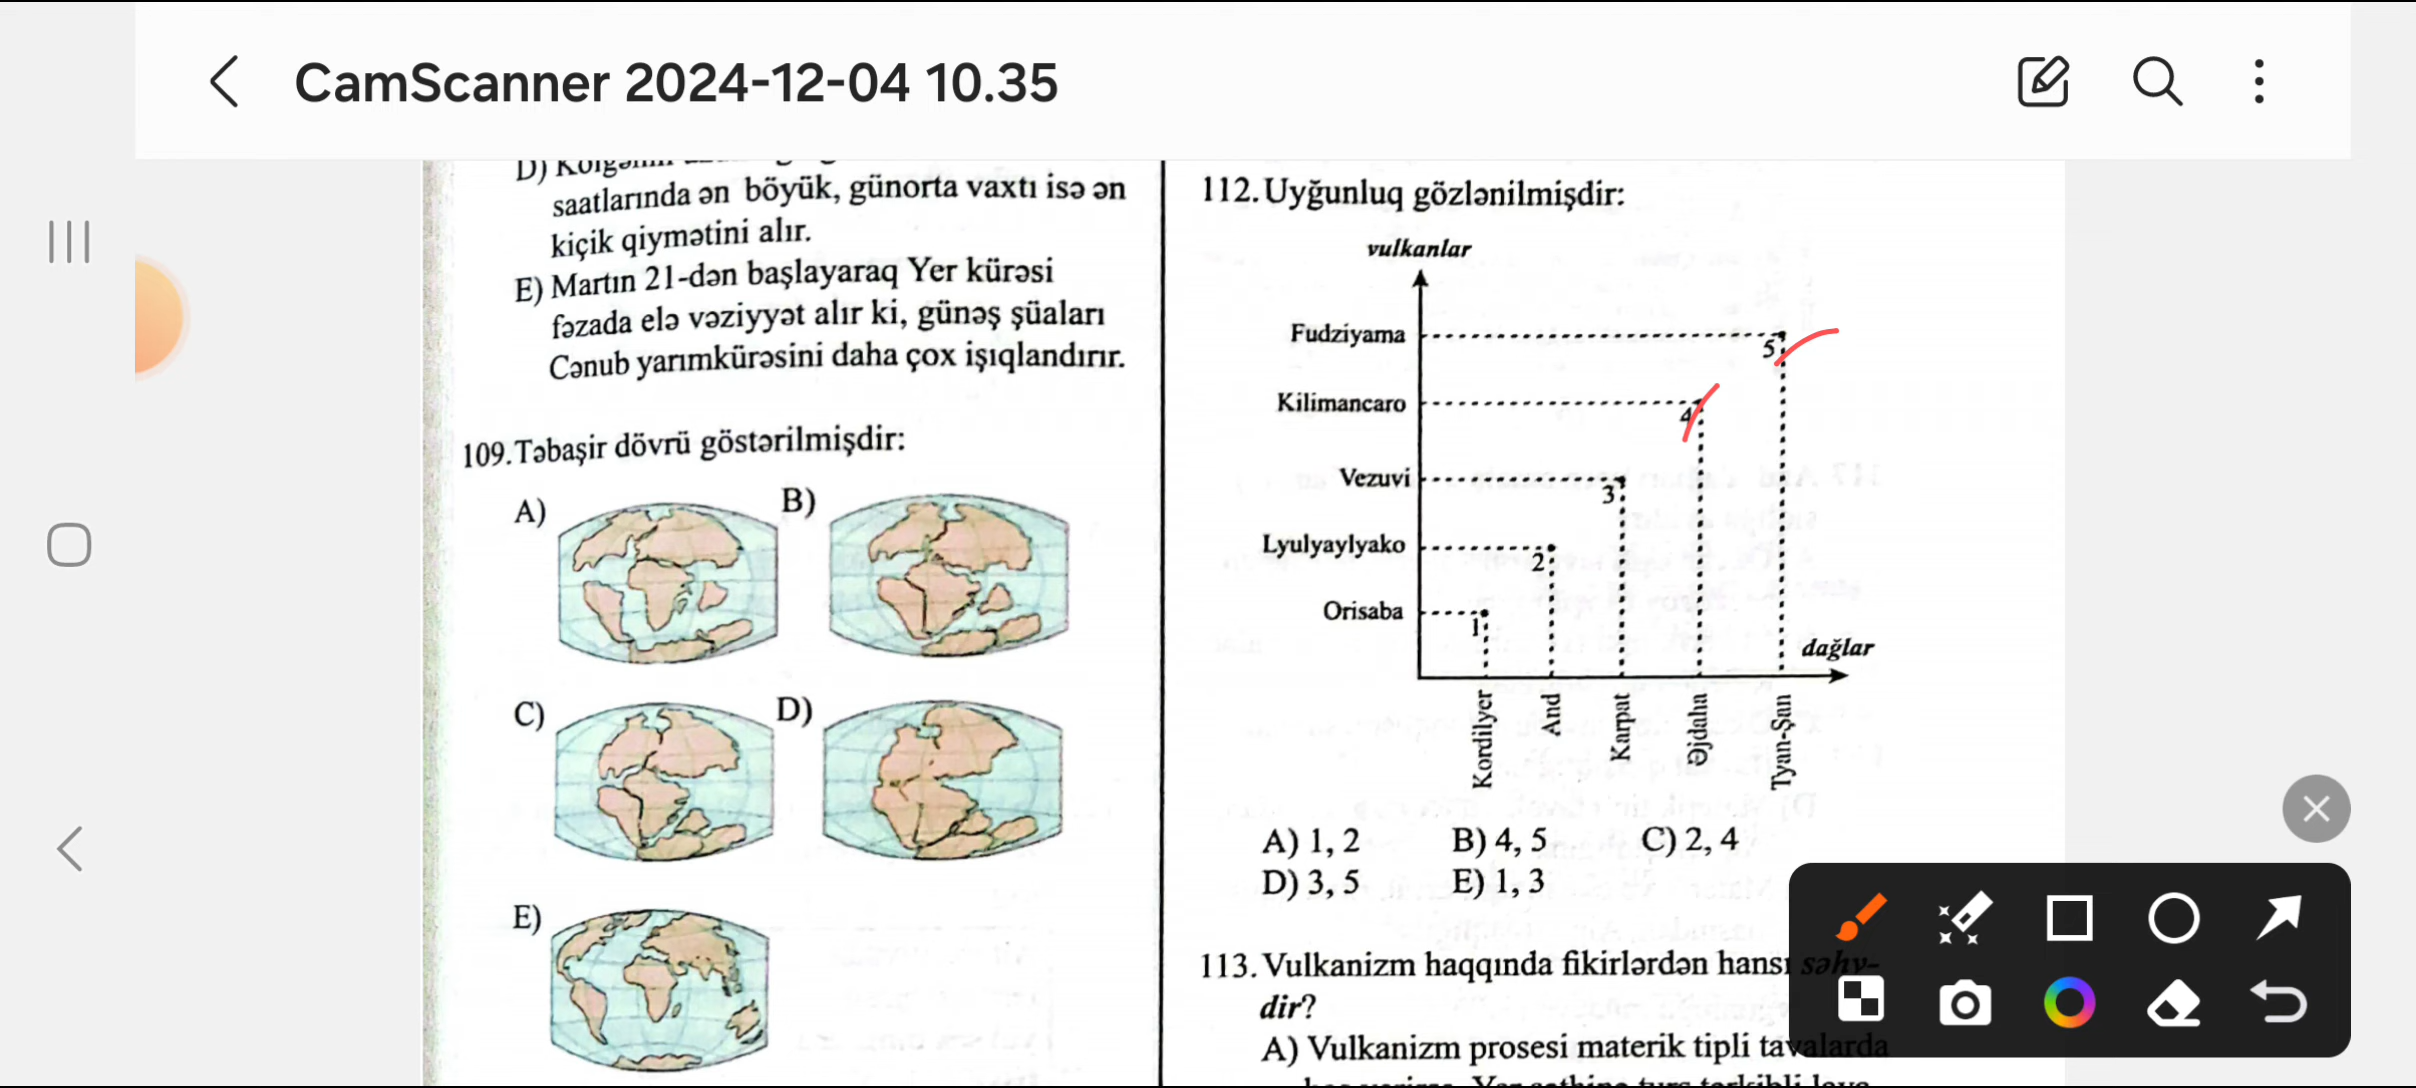 CamScanner 2024-12-04 10.35
D)
saatlarında ən böyük, günorta vaxtı isə ən
kiçik qiymətini alır.
E) Martın 21-dən başlayaraq Yer kürəsi
fəzada elə vəziyyət alır ki, günəş şüaları
Cənub yarımkürəsini daha çox işıqlandırır.
109.Təbaşir dövrü göstərilmişdir:
A)
B)
C)
D)
E)
112. Uyğunluq gözlənilmişdir:
vulkanlar
Fudziyama
5
Kilimancaro
4
Vezuvi
3
Lyulyaylyako
2
Orisaba
1
dağlar
Kordilyer
And
Karpat
Əjdaha
Tyan-Şan
A) 1, 2 B) 4, 5 C) 2, 4
D) 3, 5 E) 1, 3
113. Vulkanizm haqqında fikirlərdən hansı səhv-
dir?
A) Vulkanizm prosesi materik tipli tavalarda